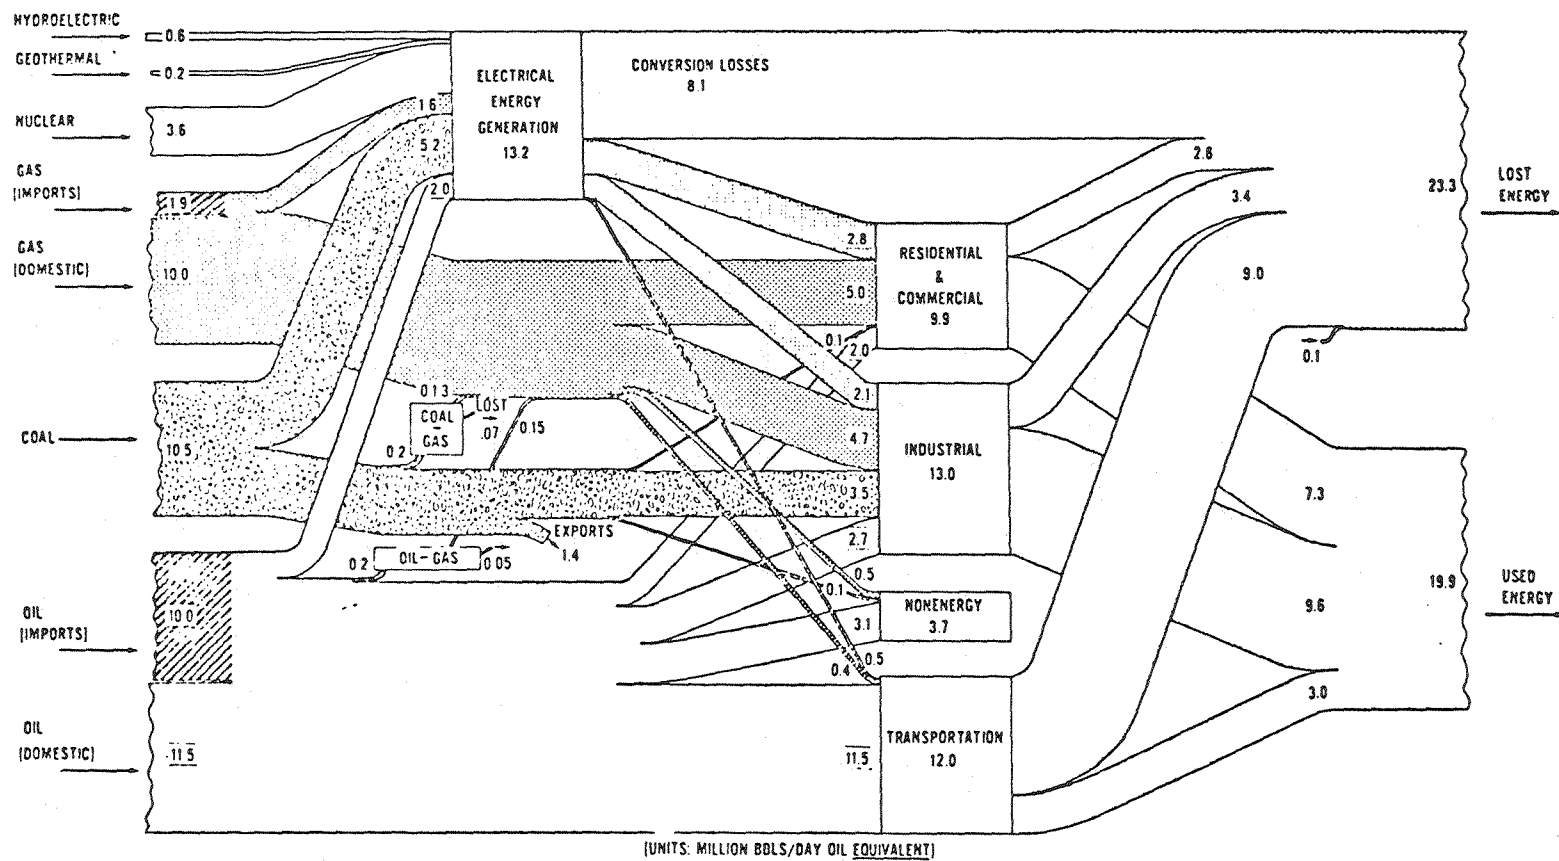 HYDROELECTRIC
0.6
GEOTHERMAL
0.2
NUCLEAR
3.6
GAS
[IMPORTS]
1.9
GAS
[DOMESTIC]
10.0
COAL
10.5
OIL
[IMPORTS]
10.0
OIL
[DOMESTIC]
11.5
1.6
5.2
2.0
ELECTRICAL
ENERGY
GENERATION
13.2
CONVERSION LOSSES
8.1
0.13
COAL
-
GAS
LOST
.07
0.15
0.2
EXPORTS
1.4
0.2
OIL-GAS
0.05
2.8
5.0
0.1
2.0
RESIDENTIAL
&
COMMERCIAL
9.9
2.1
4.7
3.5
2.7
INDUSTRIAL
13.0
0.5
0.1
3.1
NONENERGY
3.7
0.5
0.4
11.5
TRANSPORTATION
12.0
2.8
3.4
9.0
23.3
LOST
ENERGY
0.1
7.3
9.6
3.0
19.9
USED
ENERGY
[UNITS: MILLION BBLS/DAY OIL EQUIVALENT]